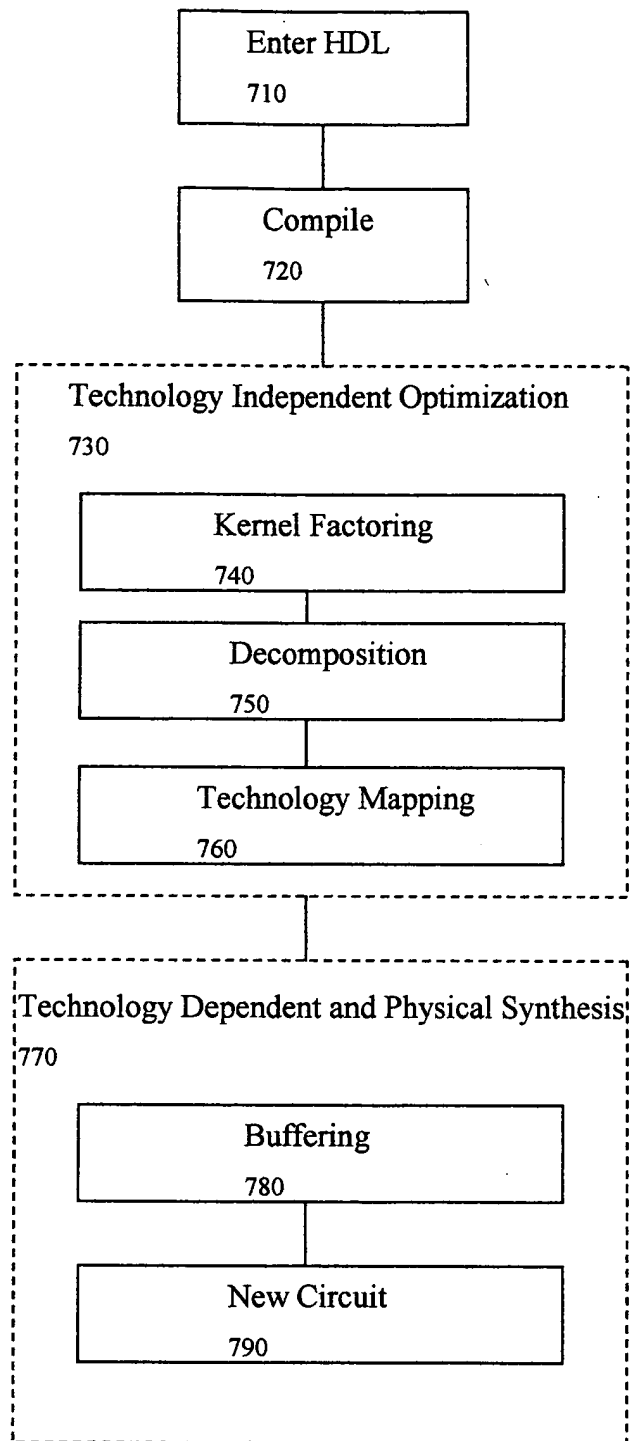 Enter HDL
710
Compile
720
Technology Independent Optimization
730
Kernel Factoring
740
Decomposition
750
Technology Mapping
760
Technology Dependent and Physical Synthesis
770
Buffering
780
New Circuit
790